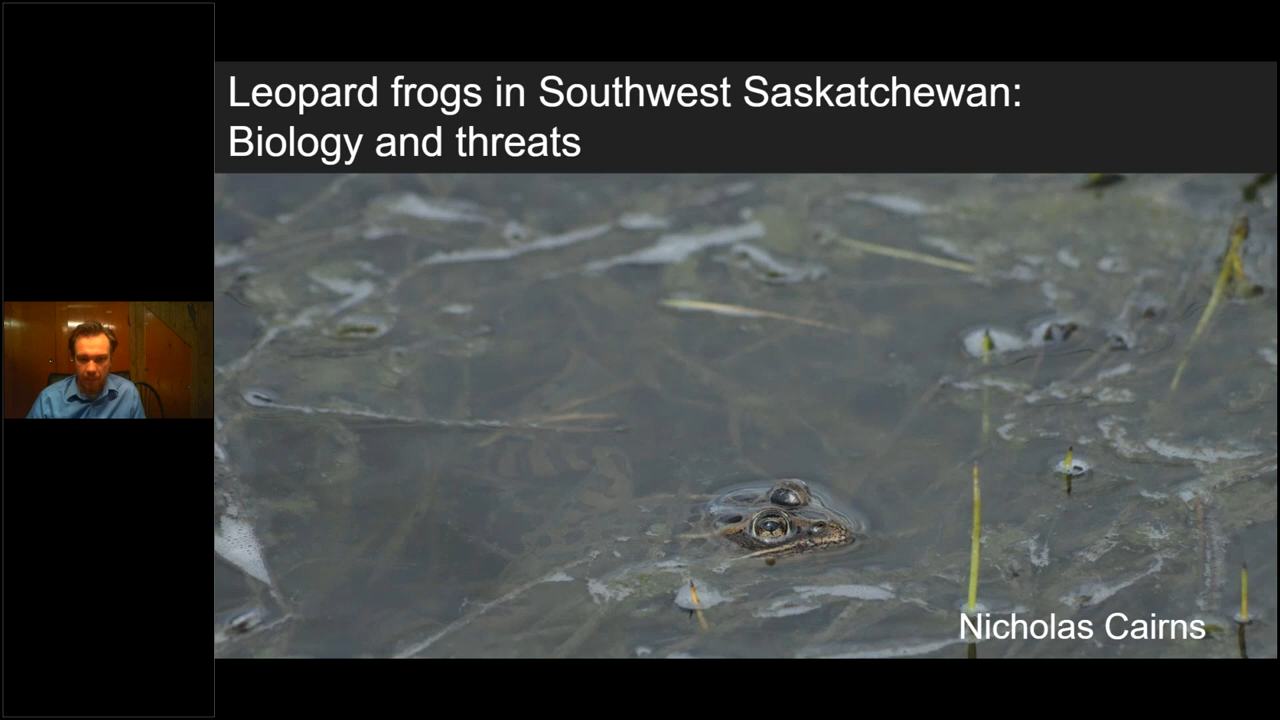 Leopard frogs in Southwest Saskatchewan:
Biology and threats
Nicholas Cairns